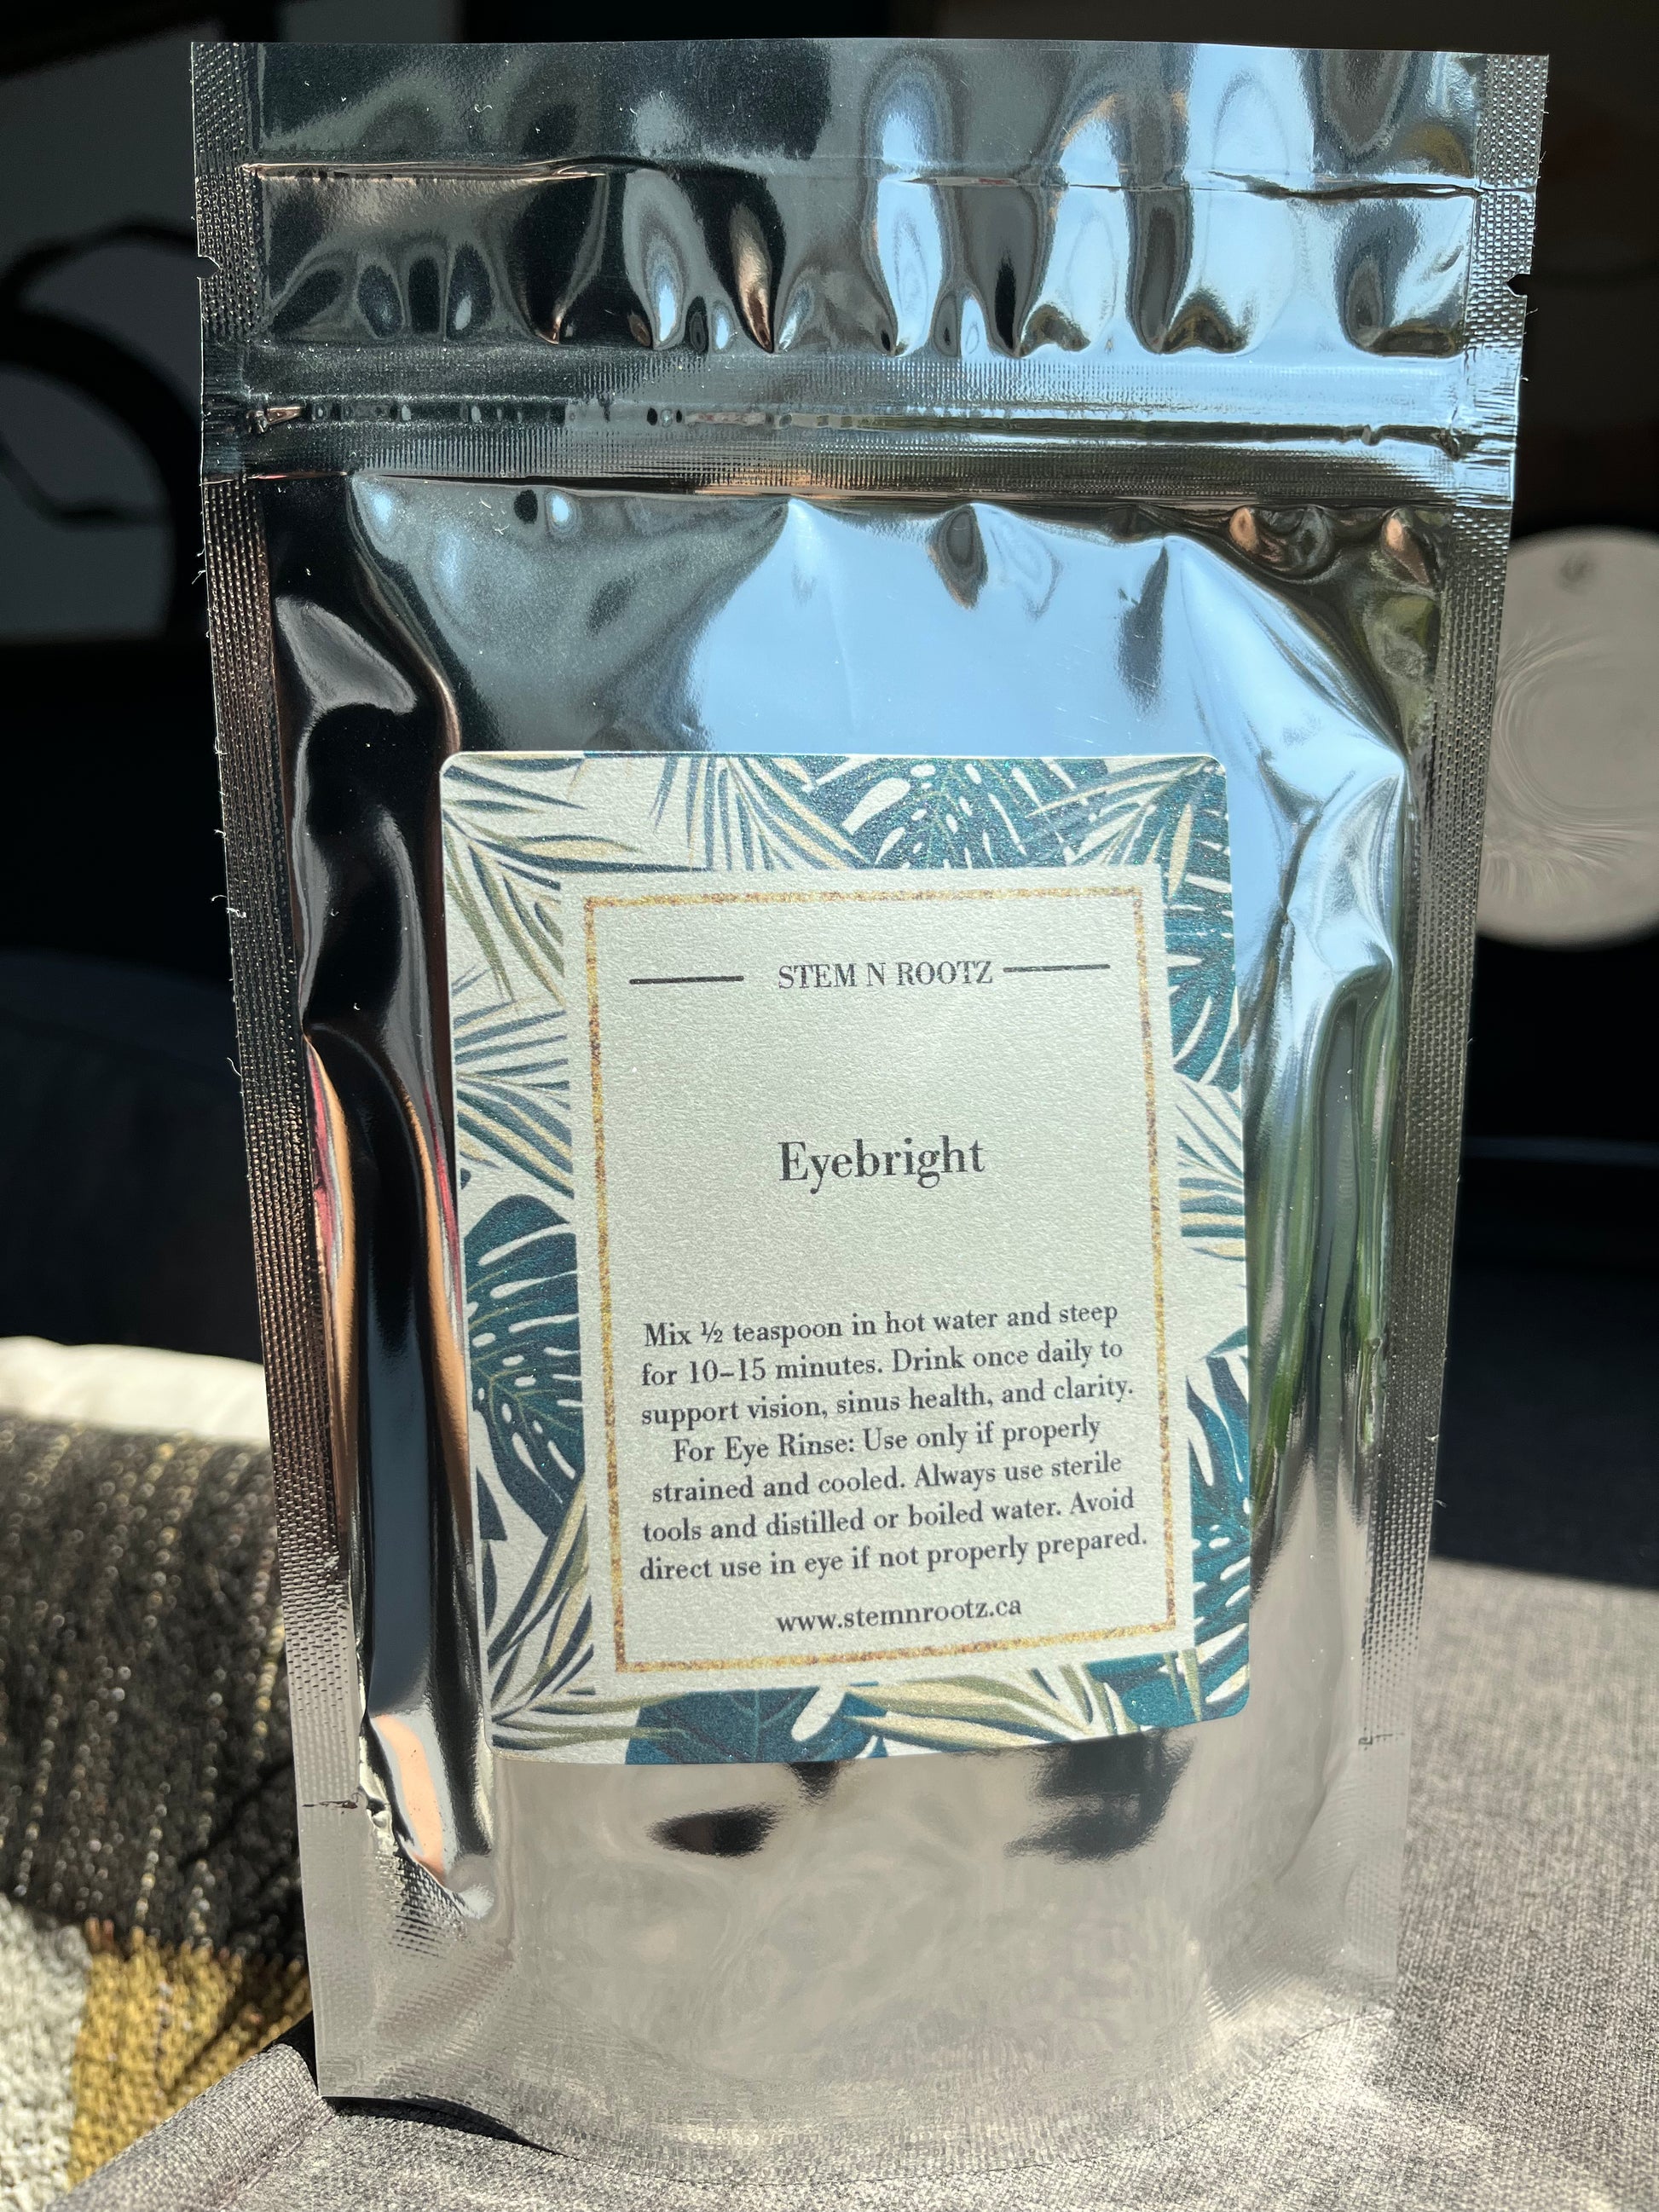 STEM N ROOTZ
Eyebright
Mix ½ teaspoon in hot water and steep
for 10–15 minutes. Drink once daily to
support vision, sinus health, and clarity.
For Eye Rinse: Use only if properly
strained and cooled. Always use sterile
tools and distilled or boiled water. Avoid
direct use in eye if not properly prepared.
www.stemnrootz.ca